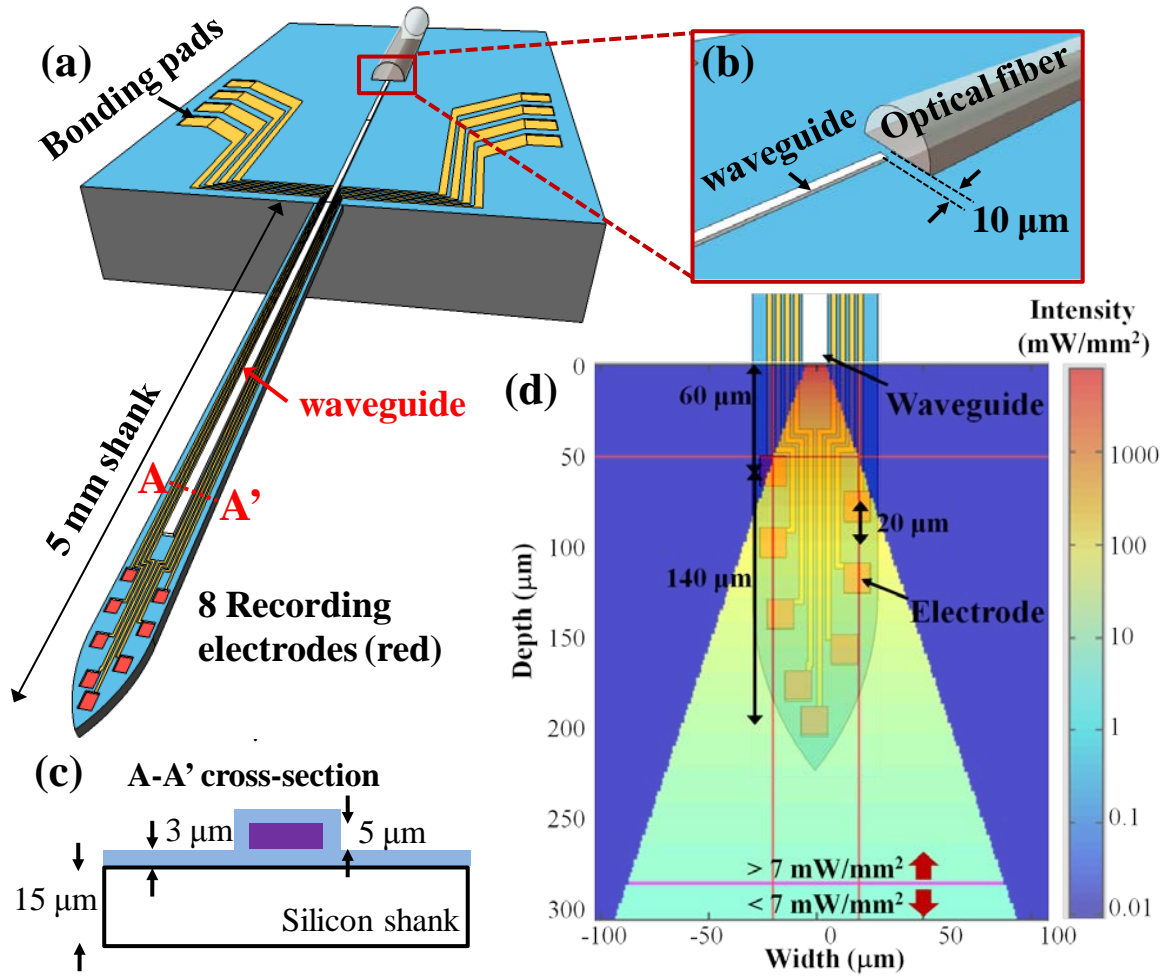 (a)
Bonding pads
5 mm shank
waveguide
A
A'
8 Recording
electrodes (red)
(b)
waveguide
Optical fiber
10 μm
(c)
A-A' cross-section
3 μm
5 μm
15 μm
Silicon shank
(d)
Intensity
(mW/mm²)
1000
100
10
1
0.1
0.01
0
50
100
150
200
250
300
Depth (μm)
60 μm
140 μm
20 μm
Waveguide
Electrode
> 7 mW/mm²
< 7 mW/mm²
-100
-50
0
50
100
Width (μm)